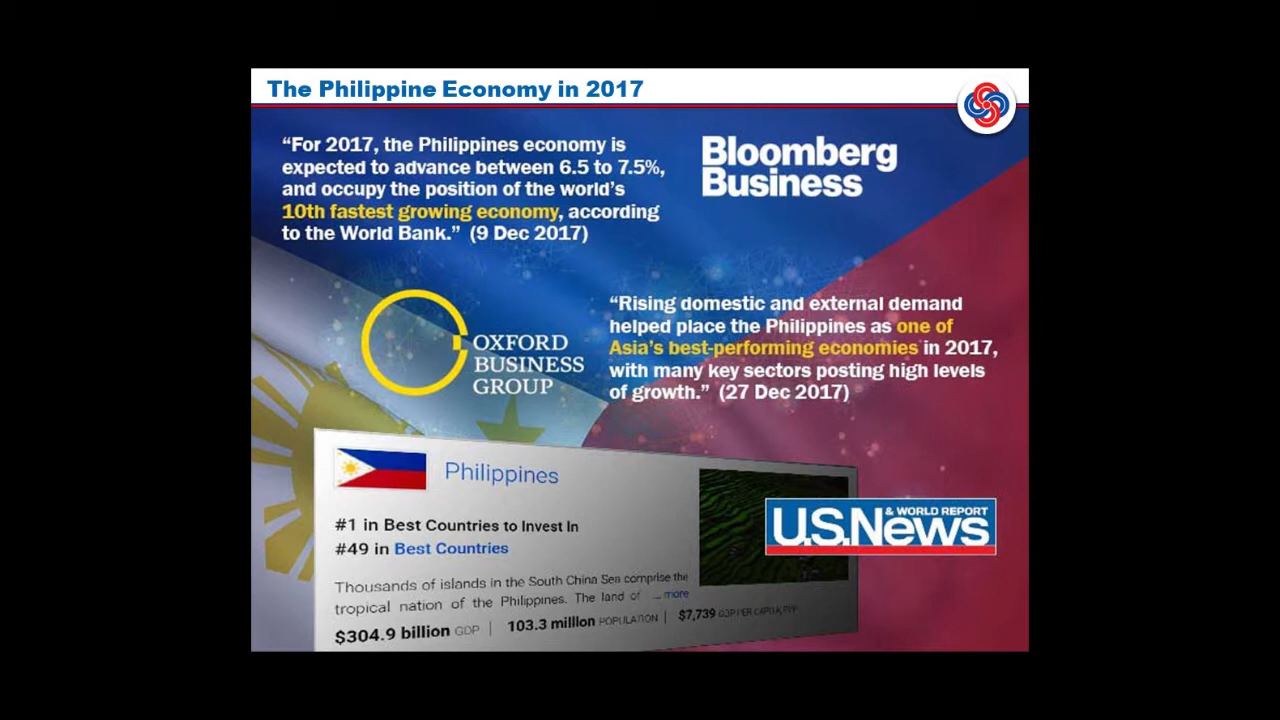 The Philippine Economy in 2017
“For 2017, the Philippines economy is
expected to advance between 6.5 to 7.5%,
and occupy the position of the world’s
10th fastest growing economy, according
to the World Bank.” (9 Dec 2017)
Bloomberg
Business
OXFORD
BUSINESS
GROUP
“Rising domestic and external demand
helped place the Philippines as one of
Asia’s best-performing economies in 2017,
with many key sectors posting high levels
of growth.” (27 Dec 2017)
Philippines
#1 in Best Countries to Invest In
#49 in Best Countries
Thousands of islands in the South China Sea comprise the
tropical nation of the Philippines. The land of ... more
$304.9 billion GDP | 103.3 million POPULATION | $7,739 GDP PER CAPITA, PPP
U.S.News & WORLD REPORT